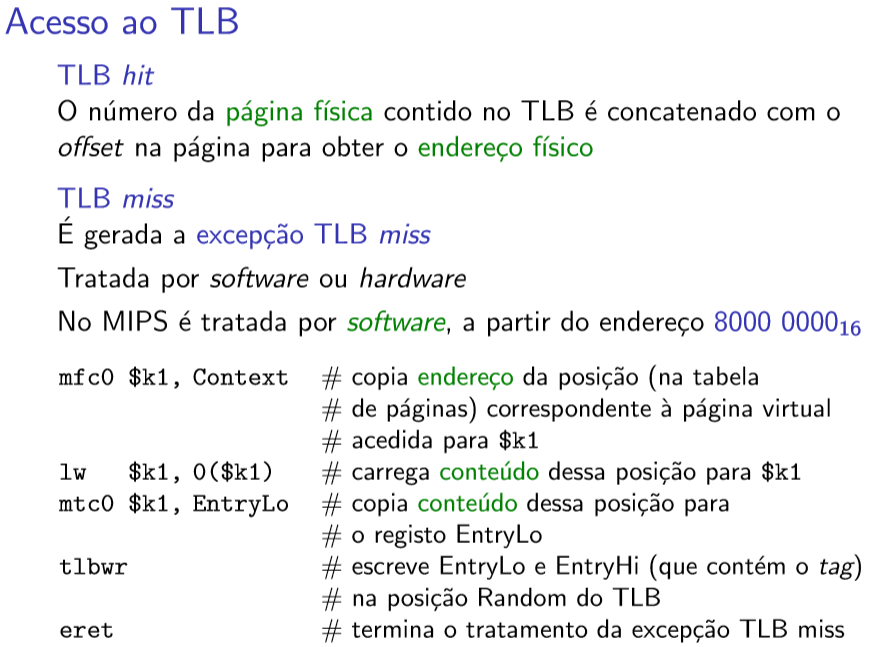 Acesso ao TLB
TLB hit
O número da página física contido no TLB é concatenado com o
offset na página para obter o endereço físico
TLB miss
É gerada a excepção TLB miss
Tratada por software ou hardware
No MIPS é tratada por software, a partir do endereço 8000 0000₁₆
mfc0 $k1, Context # copia endereço da posição (na tabela
# de páginas) correspondente à página virtual
# acedida para $k1
lw $k1, 0($k1) # carrega conteúdo dessa posição para $k1
mtc0 $k1, EntryLo # copia conteúdo dessa posição para
# o registo EntryLo
tlbwr # escreve EntryLo e EntryHi (que contém o tag)
# na posição Random do TLB
eret # termina o tratamento da excepção TLB miss